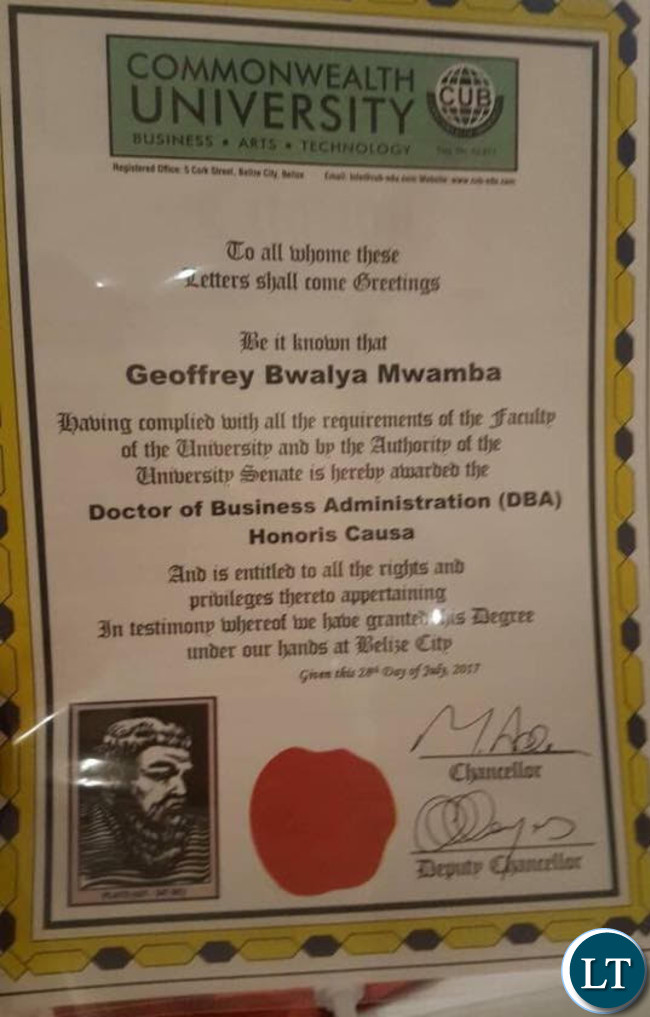 COMMONWEALTH
UNIVERSITY
BUSINESS • ARTS • TECHNOLOGY
CUB
Registered Office: 5 Cork Street, Belize City, Belize Email: Website:
To all whome these
Letters shall come Greetings
Be it known that
Geoffrey Bwalya Mwamba
Having complied with all the requirements of the Faculty
of the University and by the Authority of the
University Senate is hereby awarded the
Doctor of Business Administration (DBA)
Honoris Causa
And is entitled to all the rights and
privileges thereto appertaining
In testimony whereof we have granted this Degree
under our hands at Belize City
Given this 28th Day of July, 2017
Chancellor
Deputy Chancellor
LT